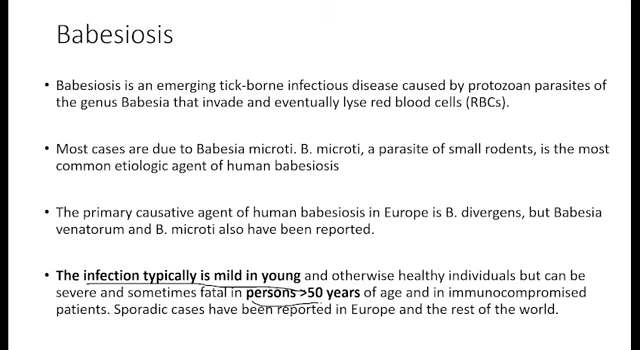 Babesiosis
• Babesiosis is an emerging tick-borne infectious disease caused by protozoan parasites of
the genus Babesia that invade and eventually lyse red blood cells (RBCs).
• Most cases are due to Babesia microti. B. microti, a parasite of small rodents, is the most
common etiologic agent of human babesiosis
• The primary causative agent of human babesiosis in Europe is B. divergens, but Babesia
venatorum and B. microti also have been reported.
• The infection typically is mild in young and otherwise healthy individuals but can be
severe and sometimes fatal in persons >50 years of age and in immunocompromised
patients. Sporadic cases have been reported in Europe and the rest of the world.